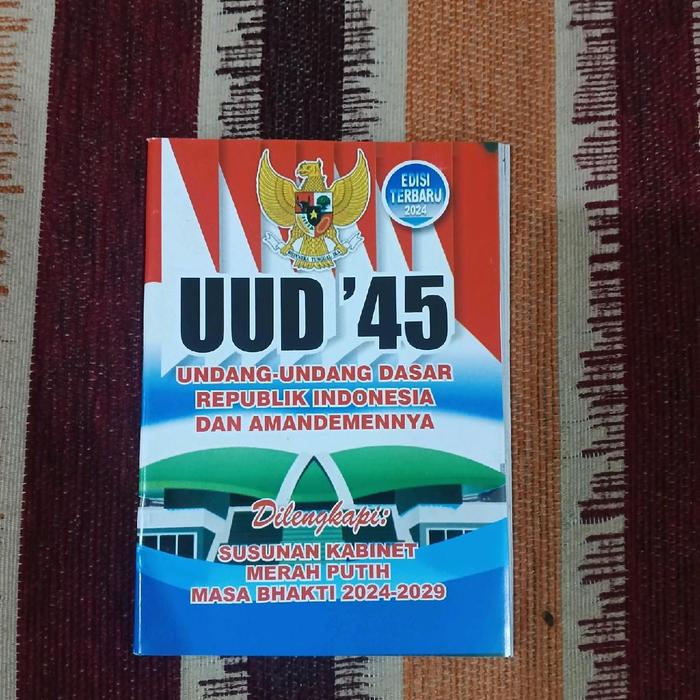 EDISI
TERBARU
2024
BHINNEKA TUNGGAL IKA
UUD '45
UNDANG-UNDANG DASAR
REPUBLIK INDONESIA
DAN AMANDEMENNYA
Dilengkapi:
SUSUNAN KABINET
MERAH PUTIH
MASA BHAKTI 2024-2029